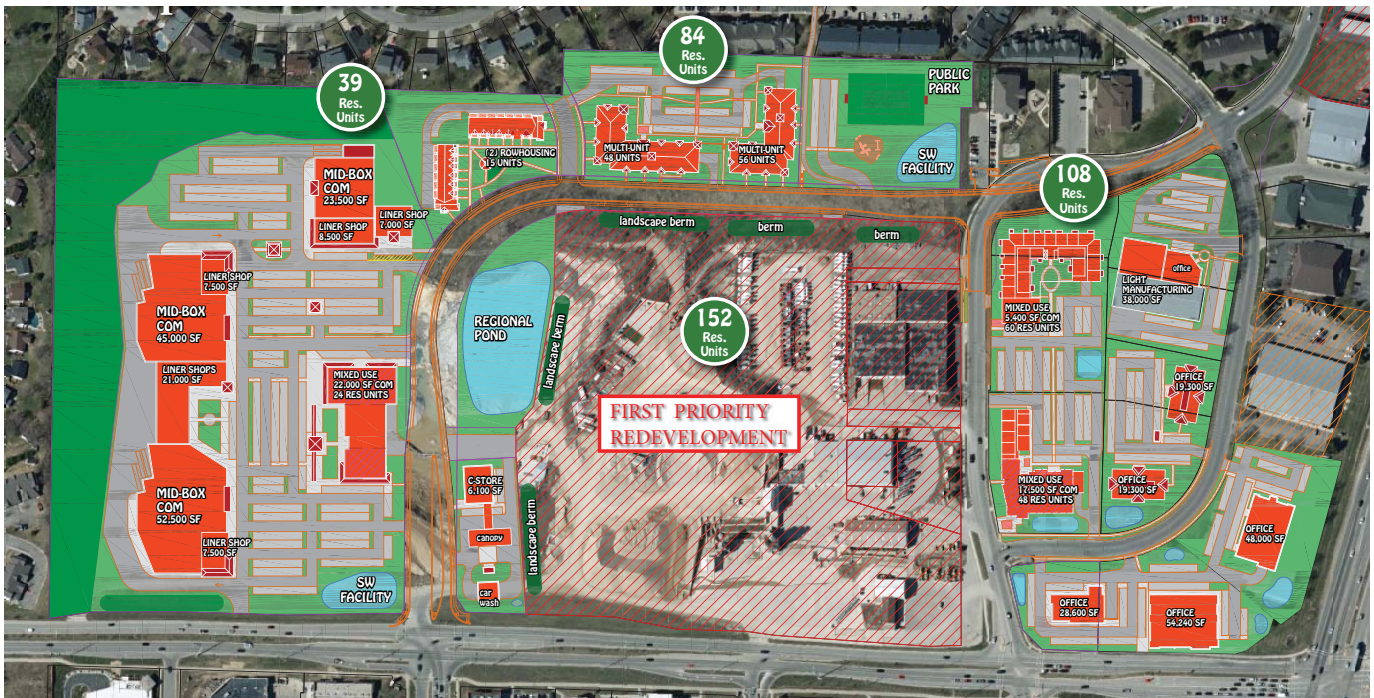 84
Res.
Units
39
Res.
Units
PUBLIC
PARK
(2) ROWHOUSING
15 UNITS
MULTI-UNIT
48 UNITS
MULTI-UNIT
56 UNITS
SW
FACILITY
MID-BOX
COM
23.500 SF
LINER SHOP
7.000 SF
LINER SHOP
8.500 SF
108
Res.
Units
landscape berm
berm
berm
LINER SHOP
7.500 SF
MID-BOX
COM
45.000 SF
LINER SHOPS
21.000 SF
MIXED USE
22.000 SF COM
24 RES UNITS
REGIONAL
POND
landscape berm
152
Res.
Units
FIRST PRIORITY
REDEVELOPMENT
MIXED USE
5.400 SF COM
60 RES UNITS
office
LIGHT
MANUFACTURING
38.000 SF
OFFICE
19.300 SF
MID-BOX
COM
52.500 SF
LINER SHOP
7.500 SF
SW
FACILITY
C-STORE
6.100 SF
canopy
car
wash
landscape berm
MIXED USE
17.500 SF COM
48 RES UNITS
OFFICE
19.300 SF
OFFICE
48.000 SF
OFFICE
28.600 SF
OFFICE
54.240 SF